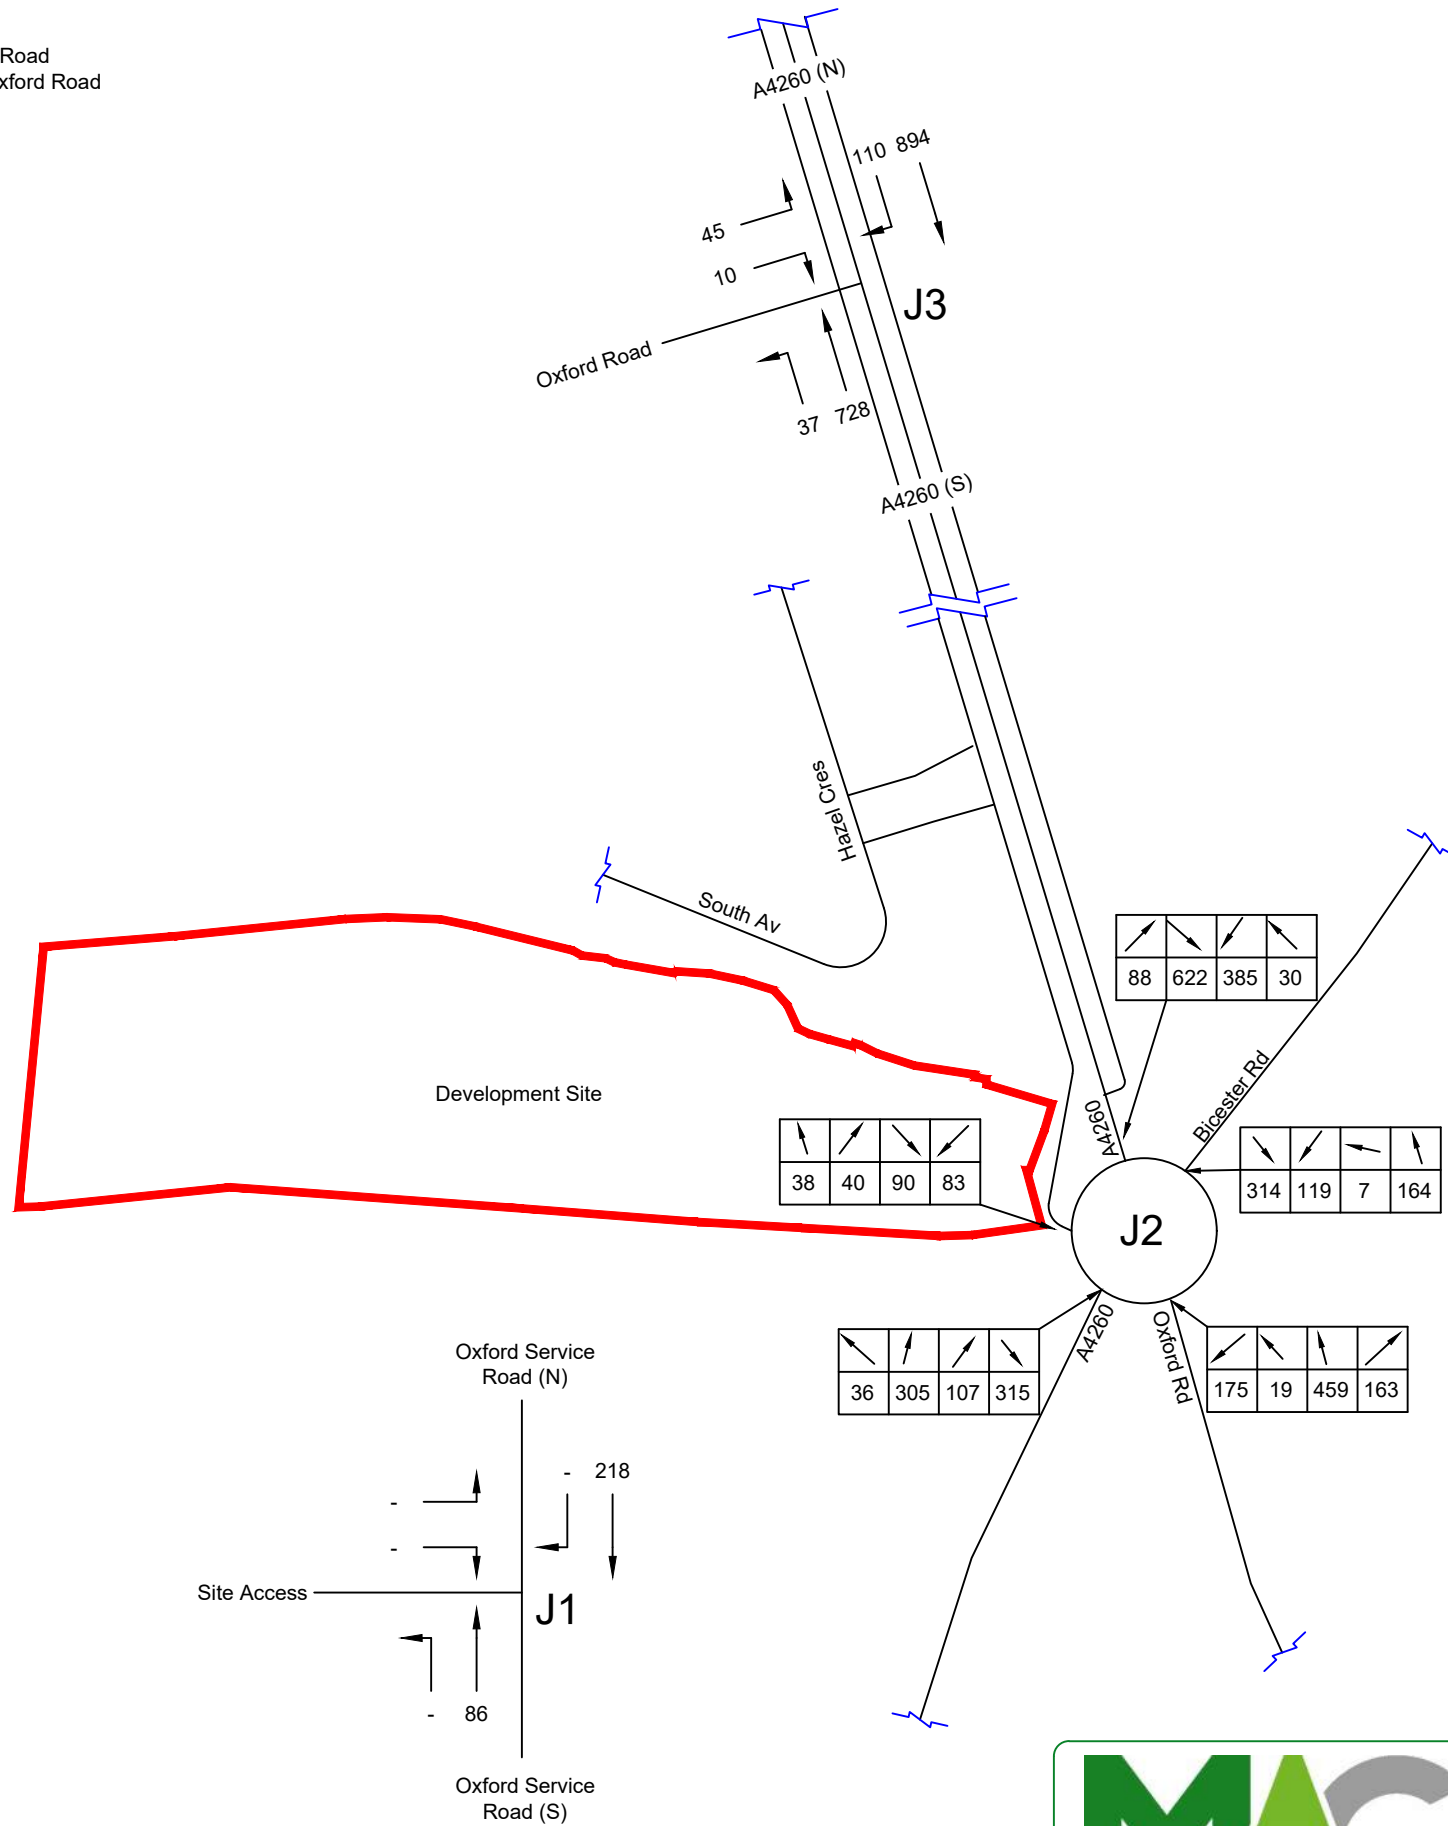 Road
xford Road
A4260 (N)
110 894
45
10
J3
Oxford Road
37 728
A4260 (S)
Hazel Cres
South Av
88 622 385 30
Bicester Rd
Development Site
A4260
38 40 90 83
314 119 7 164
J2
A4260
Oxford Rd
36 305 107 315
175 19 459 163
Oxford Service
Road (N)
- 218
-
-
Site Access
J1
- 86
Oxford Service
Road (S)
MAC